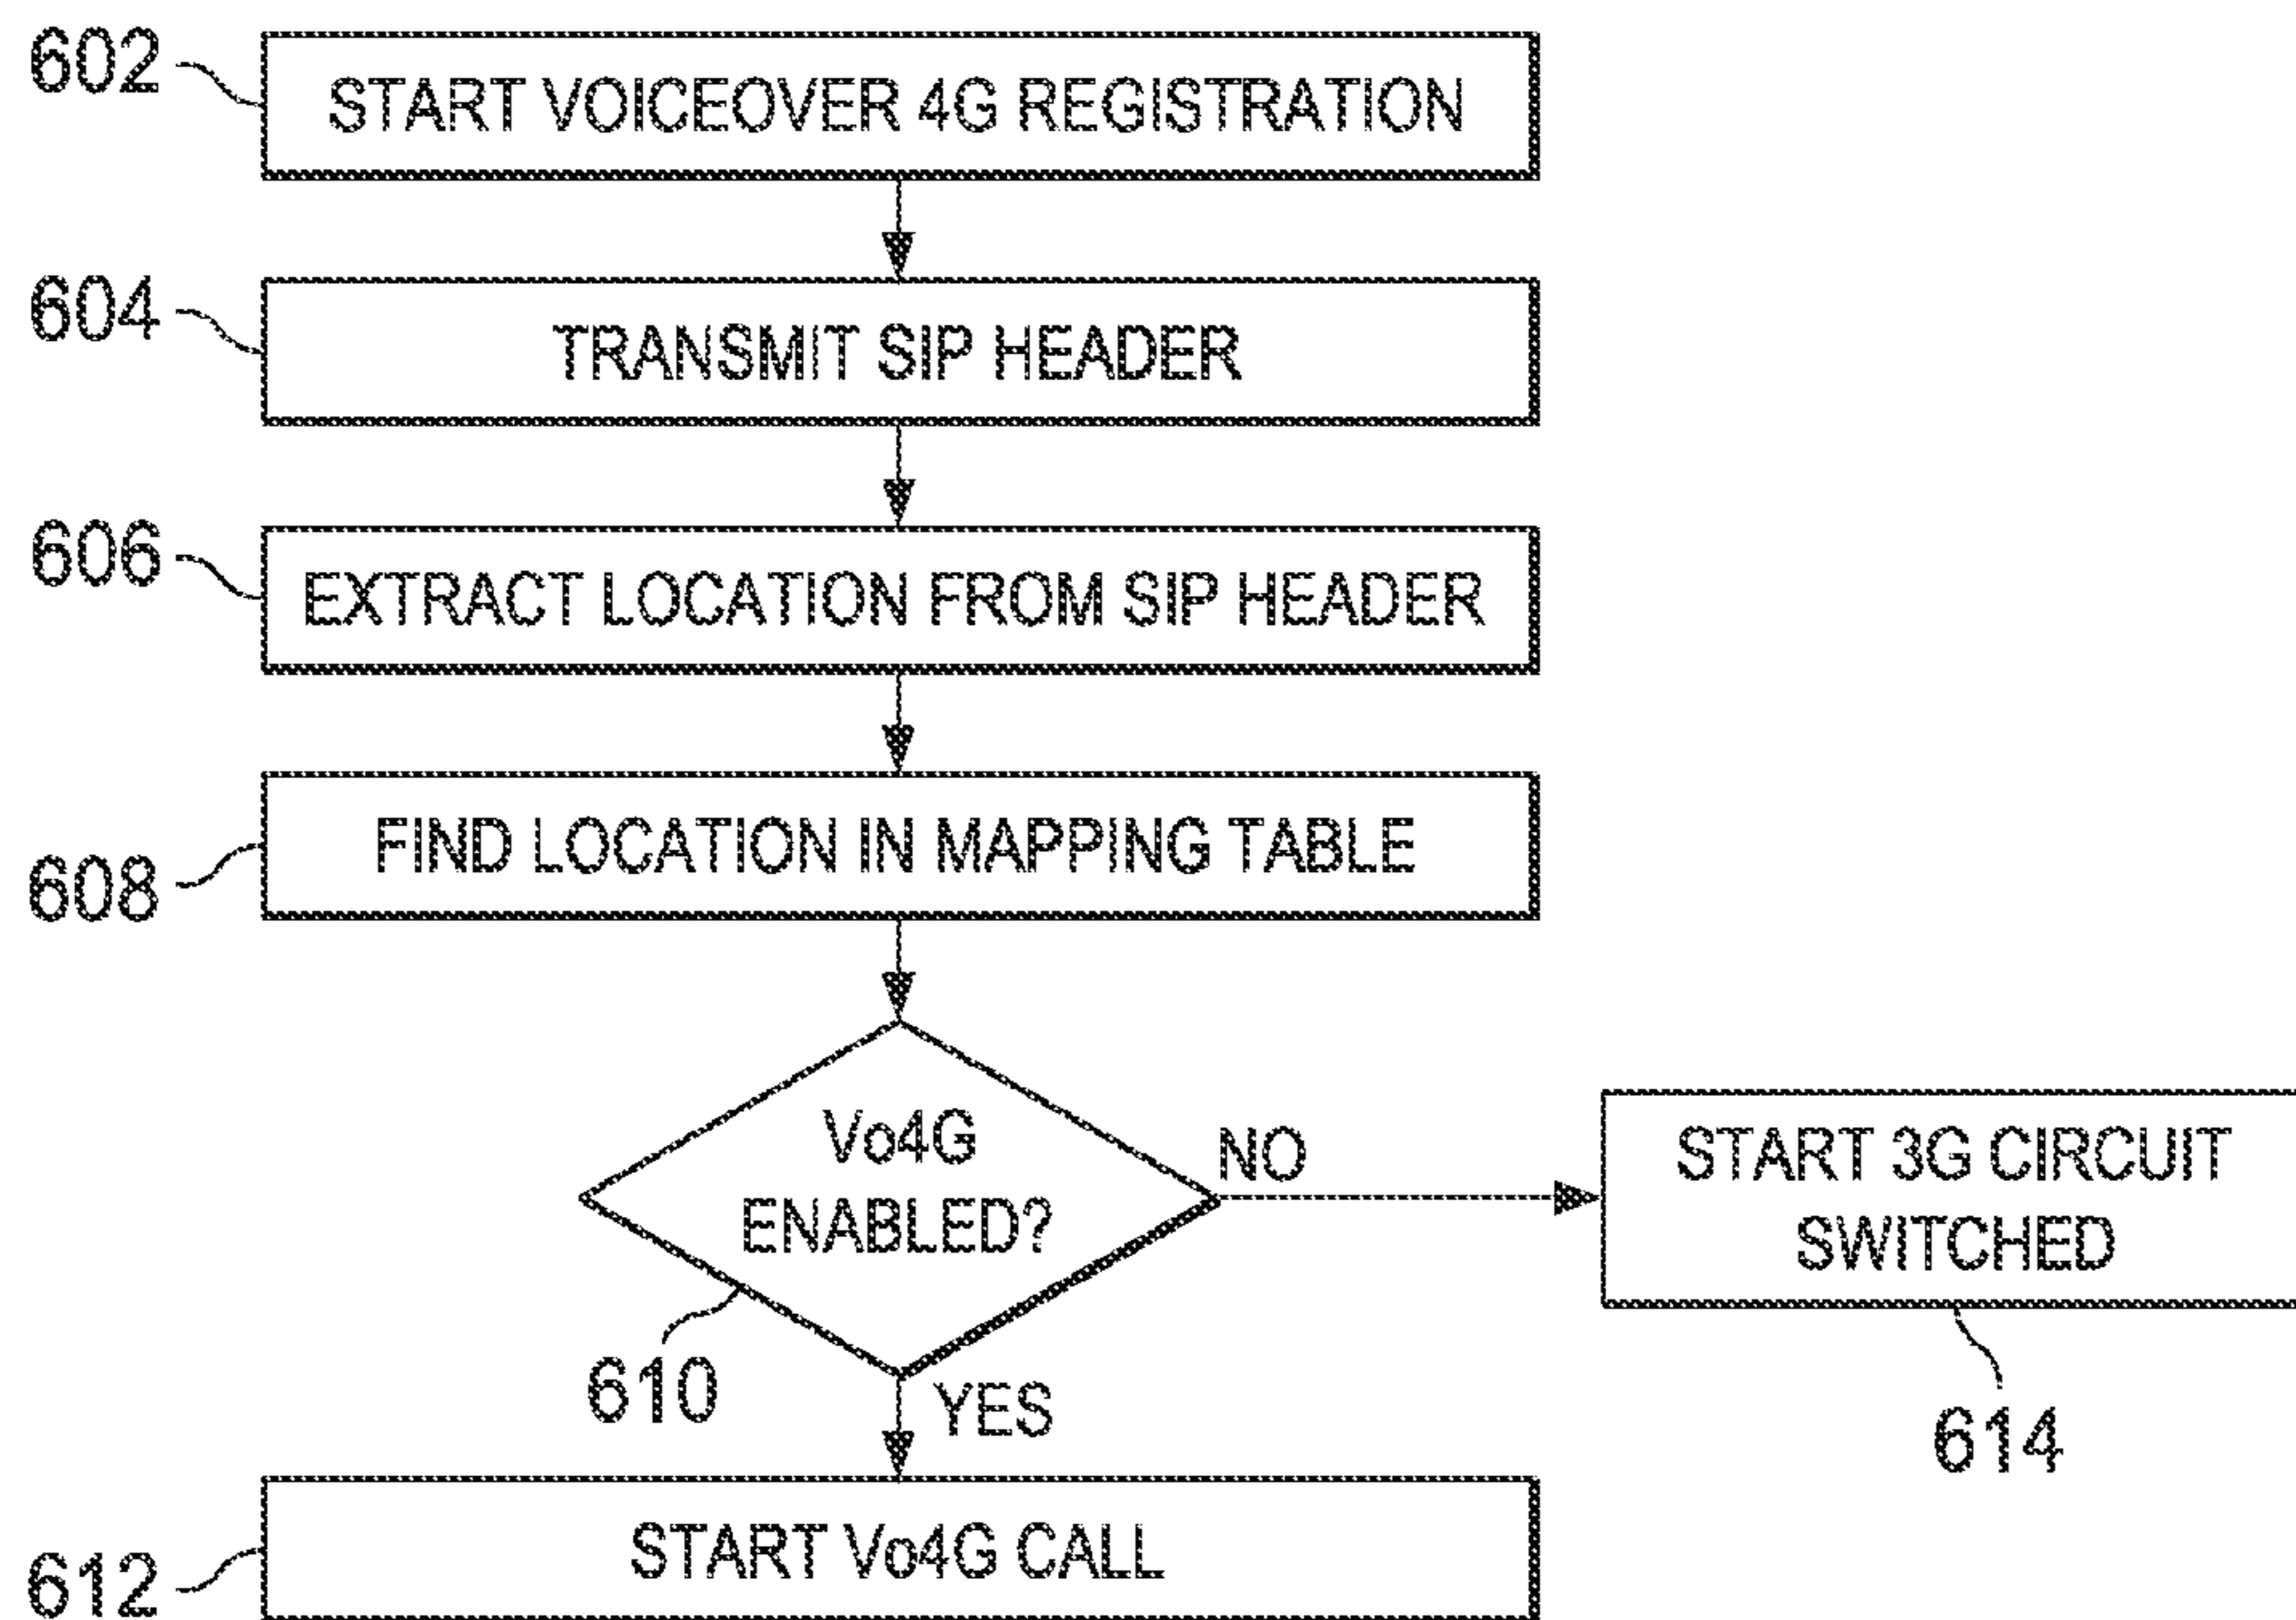 602
START VOICEOVER 4G REGISTRATION
604
TRANSMIT SIP HEADER
606
EXTRACT LOCATION FROM SIP HEADER
608
FIND LOCATION IN MAPPING TABLE
Vo4G
ENABLED?
610
NO
YES
START 3G CIRCUIT
SWITCHED
614
612
START Vo4G CALL